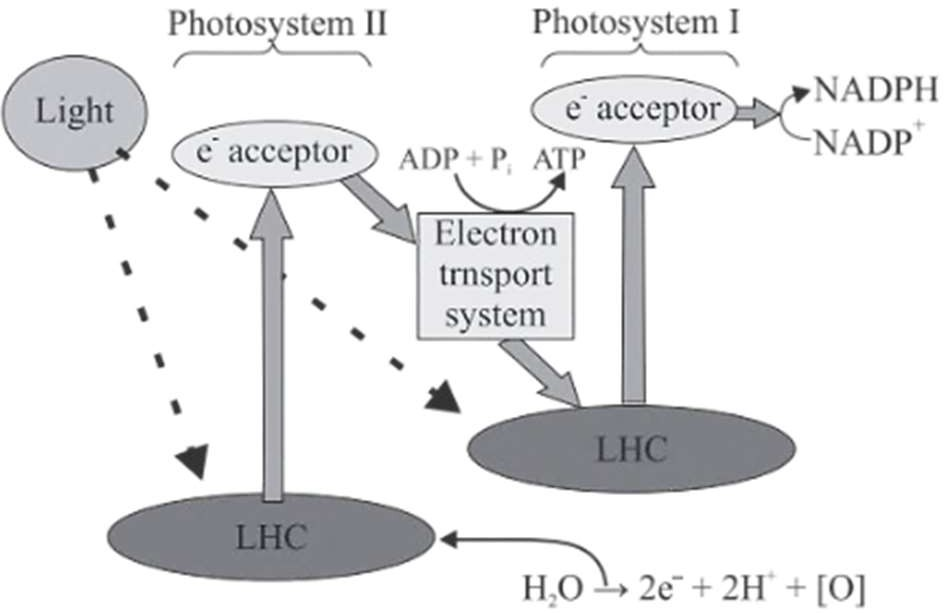 Photosystem II
Photosystem I
Light
e⁻ acceptor
e⁻ acceptor
NADPH
NADP⁺
ADP + Pᵢ ATP
Electron
trnsport
system
LHC
LHC
H₂O → 2e⁻ + 2H⁺ + [O]